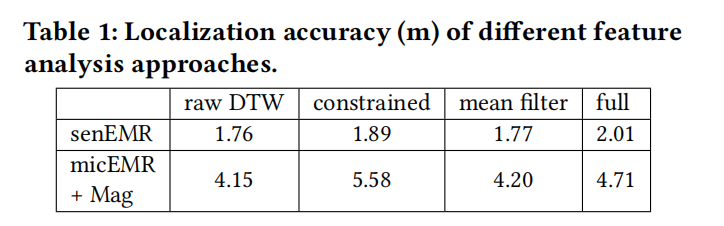 Table 1: Localization accuracy (m) of different feature
analysis approaches.
raw DTW constrained mean filter full
senEMR 1.76 1.89 1.77 2.01
micEMR
+ Mag 4.15 5.58 4.20 4.71